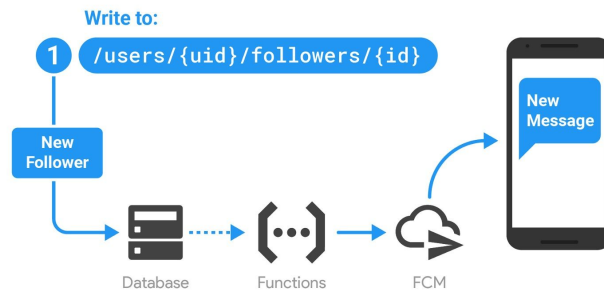 Write to:
1
/users/{uid}/followers/{id}
New
Follower
New
Message
Database
Functions
FCM